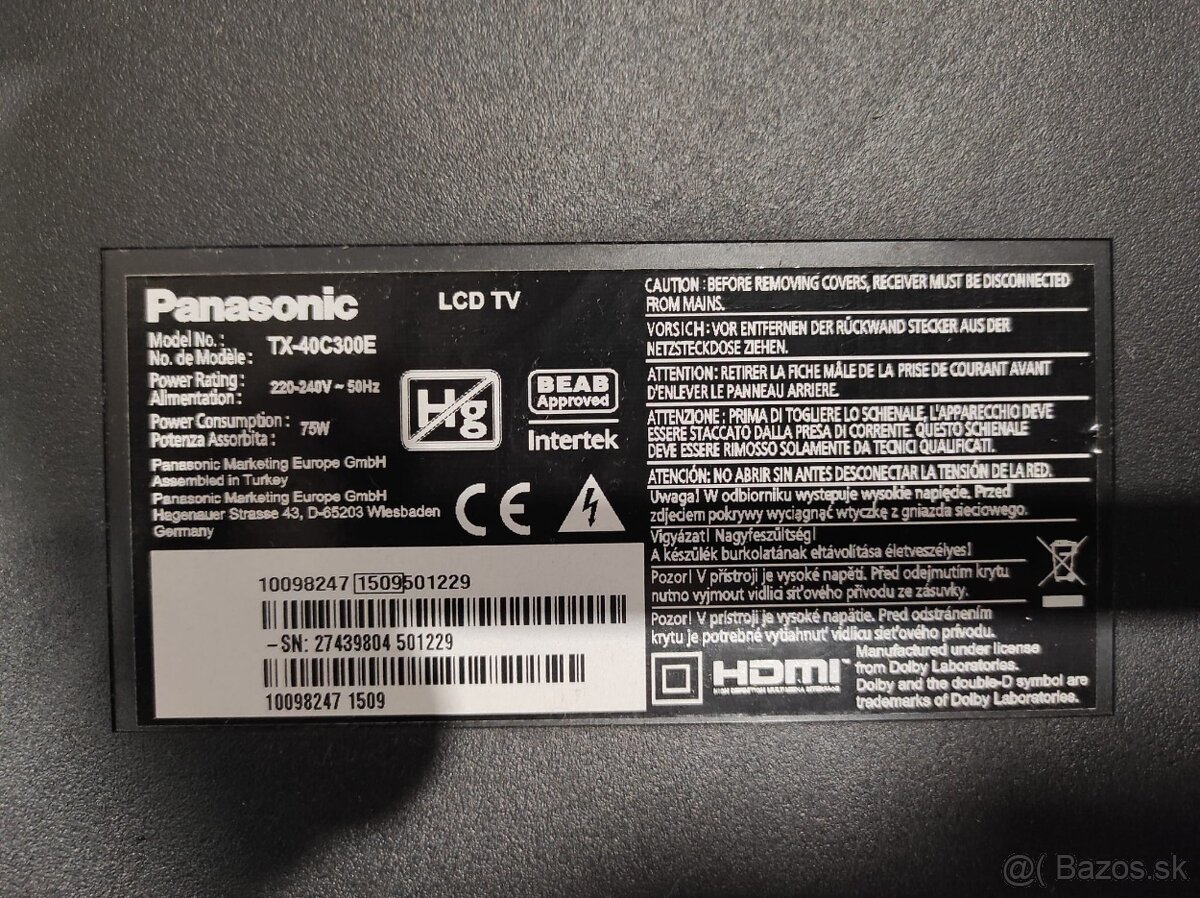 Panasonic
LCD TV
Model No. :
No. de Modèle :
TX-40C300E
Power Rating :
Alimentation :
220-240V ~ 50Hz
Power Consumption :
Potenza Assorbita :
75W
Panasonic Marketing Europe GmbH
Assembled in Turkey
Panasonic Marketing Europe GmbH
Hagenauer Strasse 43, D-65203 Wiesbaden
Germany
Hg
BEAB
Approved
Intertek
CE
10098247 1509 501229
-SN: 27439804 501229
10098247 1509
CAUTION : BEFORE REMOVING COVERS, RECEIVER MUST BE DISCONNECTED
FROM MAINS.
VORSICH : VOR ENTFERNEN DER RÜCKWAND STECKER AUS DER
NETZSTECKDOSE ZIEHEN.
ATTENTION : RETIRER LA FICHE MÂLE DE LA PRISE DE COURANT AVANT
D'ENLEVER LE PANNEAU ARRIERE.
ATTENZIONE : PRIMA DI TOGLIERE LO SCHIENALE, L'APPARECCHIO DEVE
ESSERE STACCATO DALLA PRESA DI CORRENTE. QUESTO SCHIENALE
DEVE ESSERE RIMOSSO SOLAMENTE DA TECNICI QUALIFICATI.
ATENCIÓN: NO ABRIR SIN ANTES DESCONECTAR LA TENSIÓN DE LA RED.
Uwaga! W odbiorniku występuje wysokie napięcie. Przed
zdjęciem pokrywy wyciągnąć wtyczkę z gniazda sieciowego.
Vigyázat! Nagyfeszültség!
A készülék burkolatának eltávolítása életveszélyes!
Pozor! V přístroji je vysoké napětí. Před odejmutím krytu
nutno vyjmout vidlici síťového přívodu ze zásuvky.
Pozor! V prístroji je vysoké napätie. Pred odstránením
krytu je potrebné vytiahnuť vidlicu sieťového prívodu.
HDMI™
HIGH DEFINITION MULTIMEDIA INTERFACE
Manufactured under license
from Dolby Laboratories.
Dolby and the double-D symbol are
trademarks of Dolby Laboratories.
@( Bazos.sk